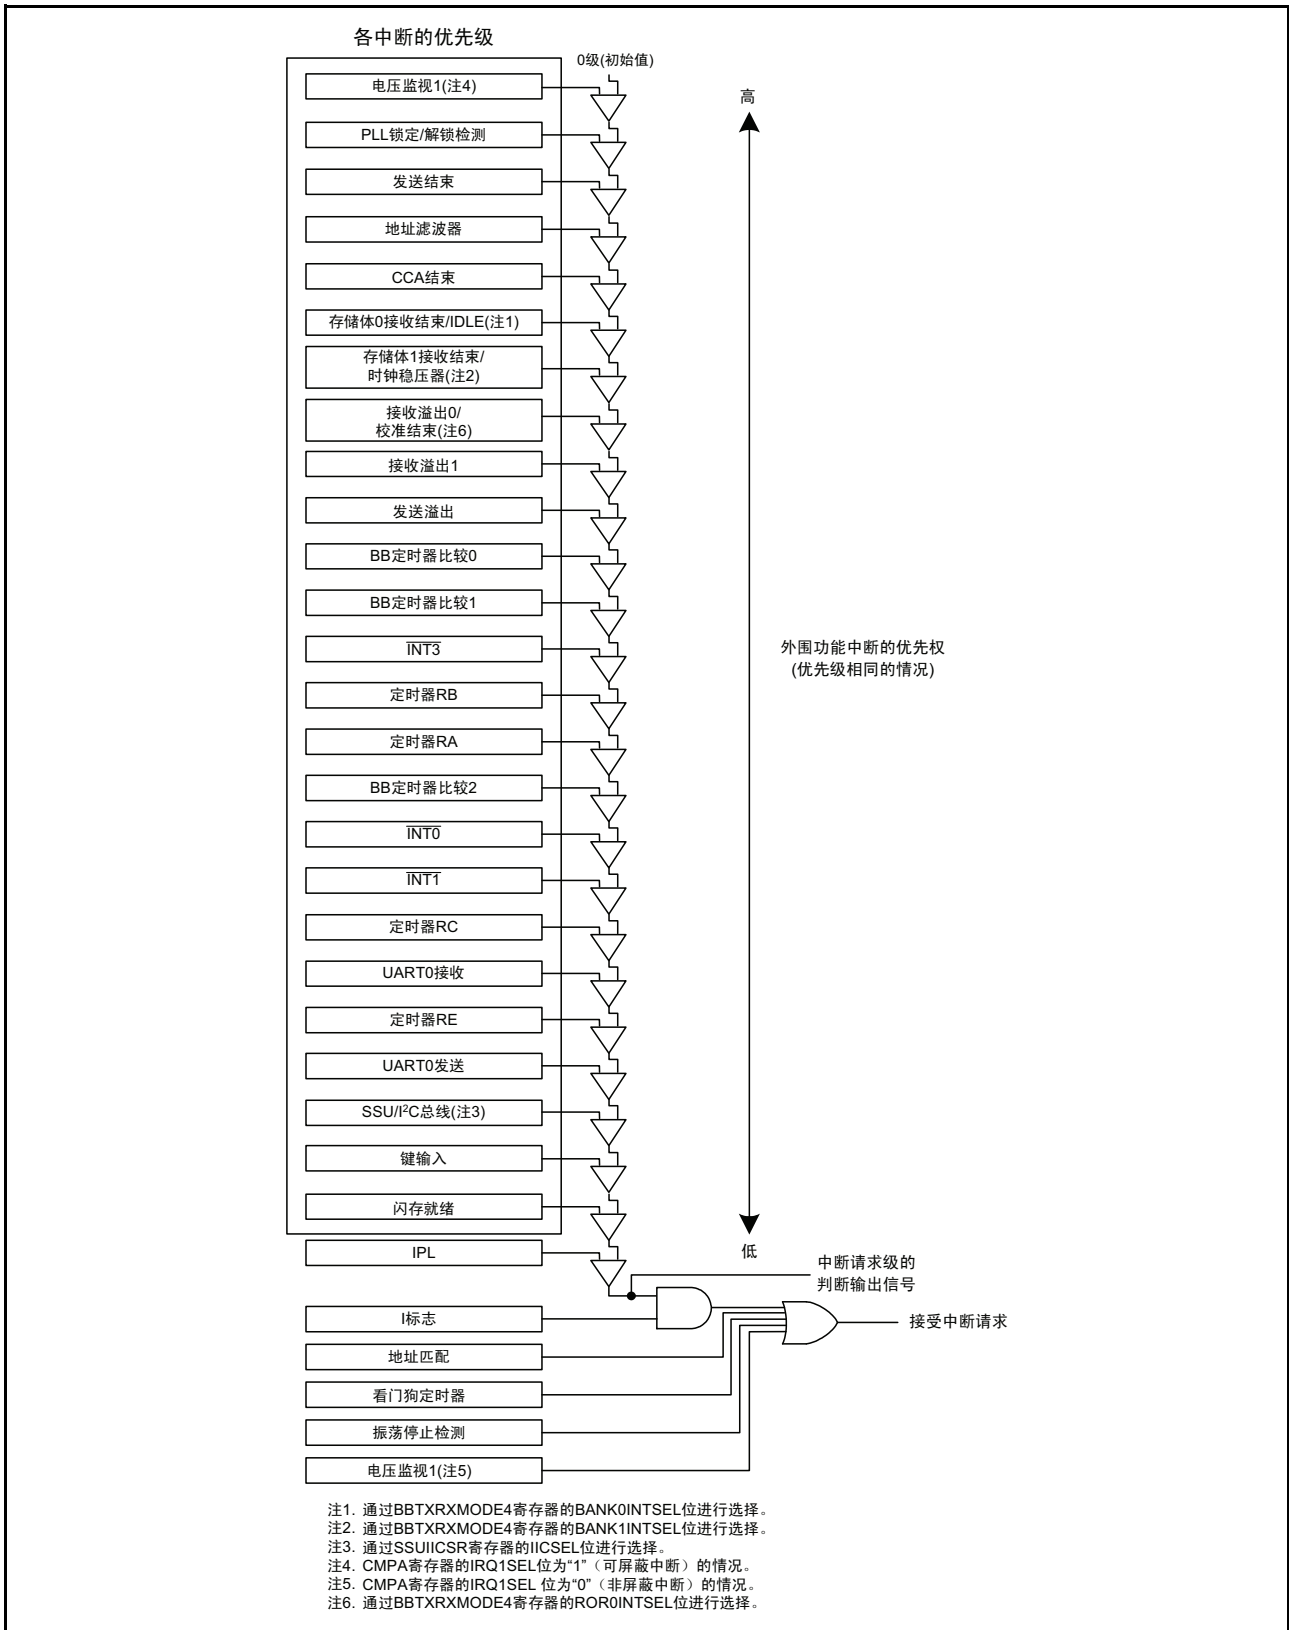 各中断的优先级
0级(初始值)
电压监视1(注4)
高
PLL锁定/解锁检测
发送结束
地址滤波器
CCA结束
存储体0接收结束/IDLE(注1)
存储体1接收结束/
时钟稳压器(注2)
接收溢出0/
校准结束(注6)
接收溢出1
发送溢出
BB定时器比较0
BB定时器比较1
INT3
外围功能中断的优先权
(优先级相同的情况)
定时器RB
定时器RA
BB定时器比较2
INT0
INT1
定时器RC
UART0接收
定时器RE
UART0发送
SSU/I²C总线(注3)
键输入
闪存就绪
低
IPL
中断请求级的
判断输出信号
I标志
接受中断请求
地址匹配
看门狗定时器
振荡停止检测
电压监视1(注5)
注1. 通过BBTXRXMODE4寄存器的BANK0INTSEL位进行选择。
注2. 通过BBTXRXMODE4寄存器的BANK1INTSEL位进行选择。
注3. 通过SSUIICSR寄存器的IICSEL位进行选择。
注4. CMPA寄存器的IRQ1SEL位为“1”（可屏蔽中断）的情况。
注5. CMPA寄存器的IRQ1SEL 位为“0”（非屏蔽中断）的情况。
注6. 通过BBTXRXMODE4寄存器的ROR0INTSEL位进行选择。